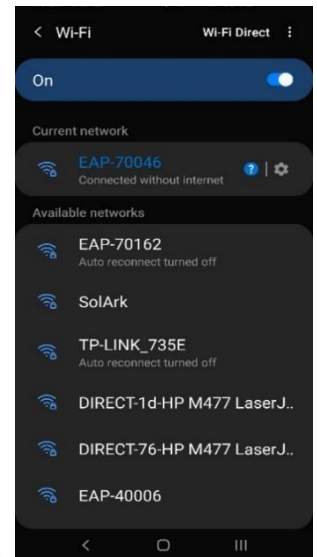 Wi-Fi Wi-Fi Direct
On
Current network
EAP-70046
Connected without internet
Available networks
EAP-70162
Auto reconnect turned off
SolArk
TP-LINK_735E
Auto reconnect turned off
DIRECT-1d-HP M477 LaserJ..
DIRECT-76-HP M477 LaserJ..
EAP-40006